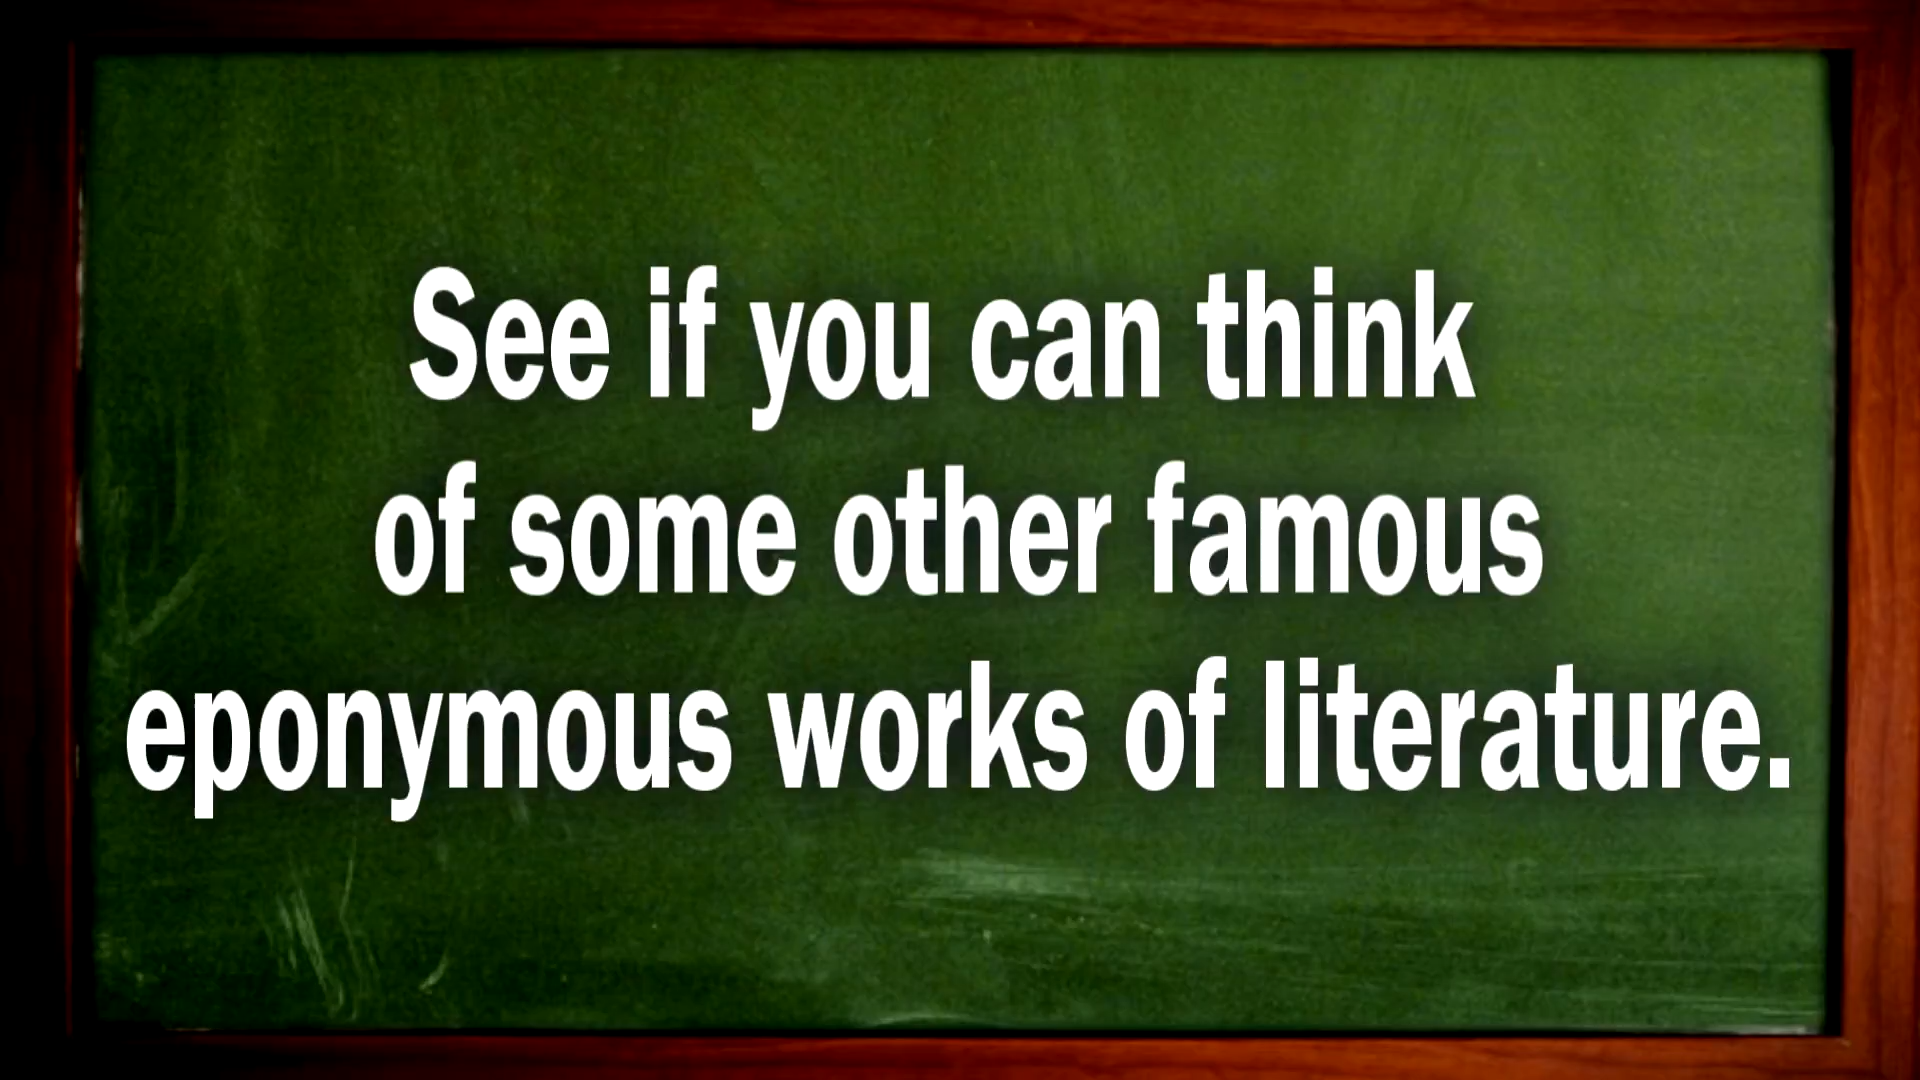 See if you can think
of some other famous
eponymous works of literature.